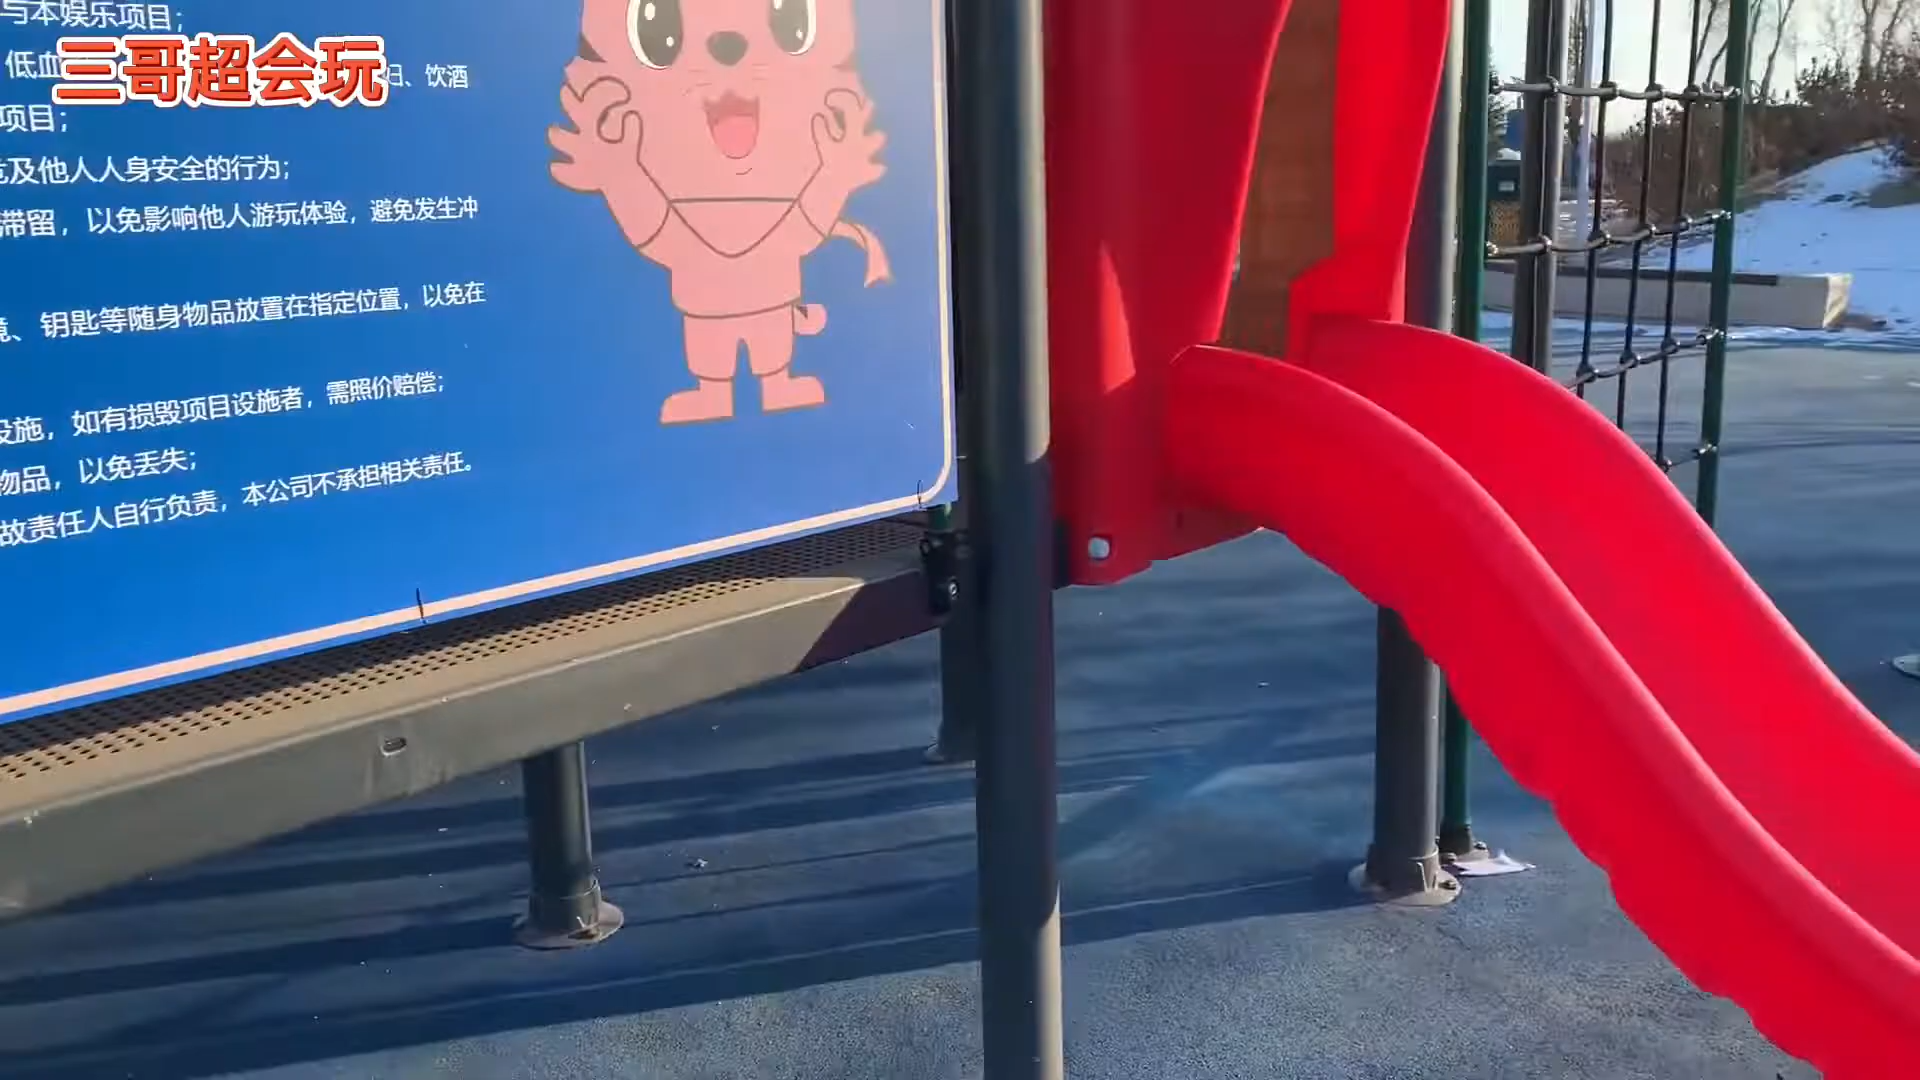 与本娱乐项目；
三哥超会玩
低血
妇、饮酒
项目；
危及他人人身安全的行为；
滞留，以免影响他人游玩体验，避免发生冲
、钥匙等随身物品放置在指定位置，以免在
设施，如有损毁项目设施者，需照价赔偿；
物品，以免丢失；
故责任人自行负责，本公司不承担相关责任。